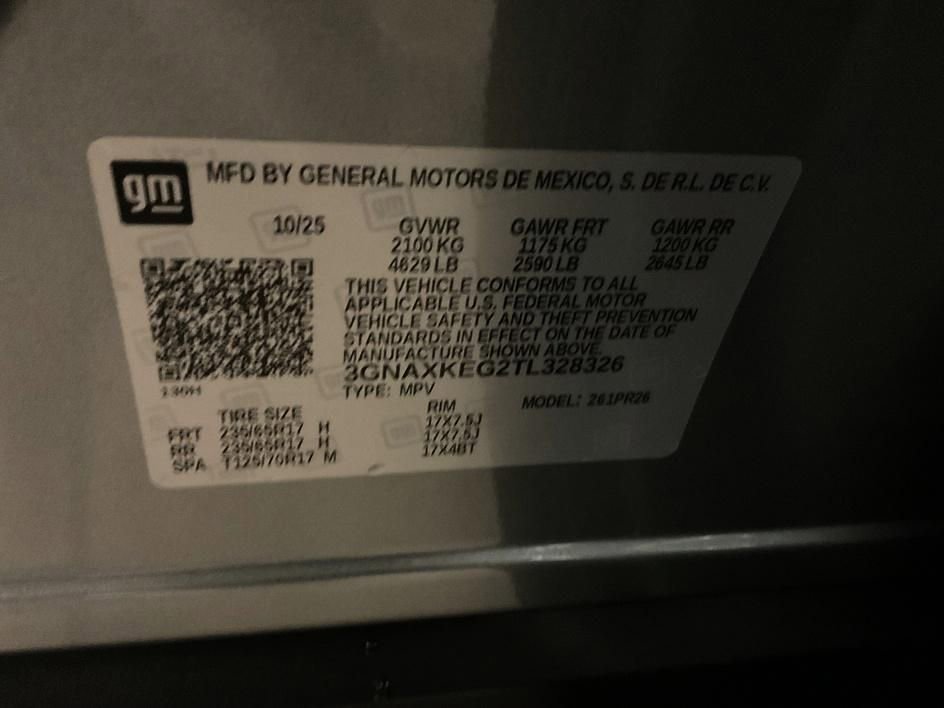 gm
MFD BY GENERAL MOTORS DE MEXICO, S. DE R.L. DE C.V.
10/25 GVWR GAWR FRT GAWR RR
2100 KG 1175 KG 1200 KG
4629 LB 2590 LB 2645 LB
THIS VEHICLE CONFORMS TO ALL
APPLICABLE U.S. FEDERAL MOTOR
VEHICLE SAFETY AND THEFT PREVENTION
STANDARDS IN EFFECT ON THE DATE OF
MANUFACTURE SHOWN ABOVE.
3GNAXKEG2TL328326
TYPE: MPV
MODEL: 261PR26
TIRE SIZE RIM
FRT 235/65R17 H 17X7.5J
RR 235/65R17 H 17X7.5J
SPA T125/70R17 M 17X4BT